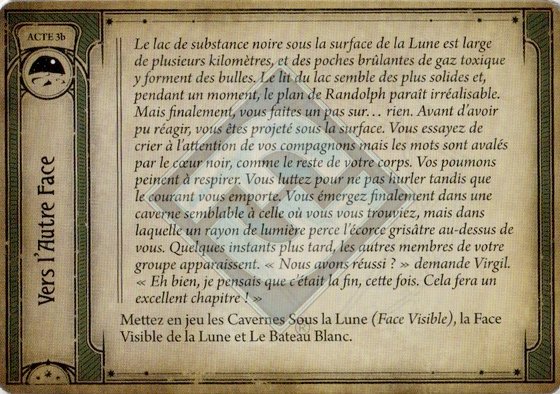 ACTE 3b
Vers l'Autre Face
Le lac de substance noire sous la surface de la Lune est large
de plusieurs kilomètres, et des poches brûlantes de gaz toxique
y forment des bulles. Le lit du lac semble des plus solides et,
pendant un moment, le plan de Randolph paraît irréalisable.
Mais finalement, vous faites un pas sur… rien. Avant d'avoir
pu réagir, vous êtes projeté sous la surface. Vous essayez de
crier à l'attention de vos compagnons mais les mots sont avalés
par le cœur noir, comme le reste de votre corps. Vos poumons
peinent à respirer. Vous luttez pour ne pas hurler tandis que
le courant vous emporte. Vous émergez finalement dans une
caverne semblable à celle où vous vous trouviez, mais dans
laquelle un rayon de lumière perce l'écorce grisâtre au-dessus de
vous. Quelques instants plus tard, les autres membres de votre
groupe apparaissent. « Nous avons réussi ? » demande Virgil.
« Eh bien, je pensais que c'était la fin, cette fois. Cela fera un
excellent chapitre ! »
Mettez en jeu les Cavernes Sous la Lune (Face Visible), la Face
Visible de la Lune et Le Bateau Blanc.